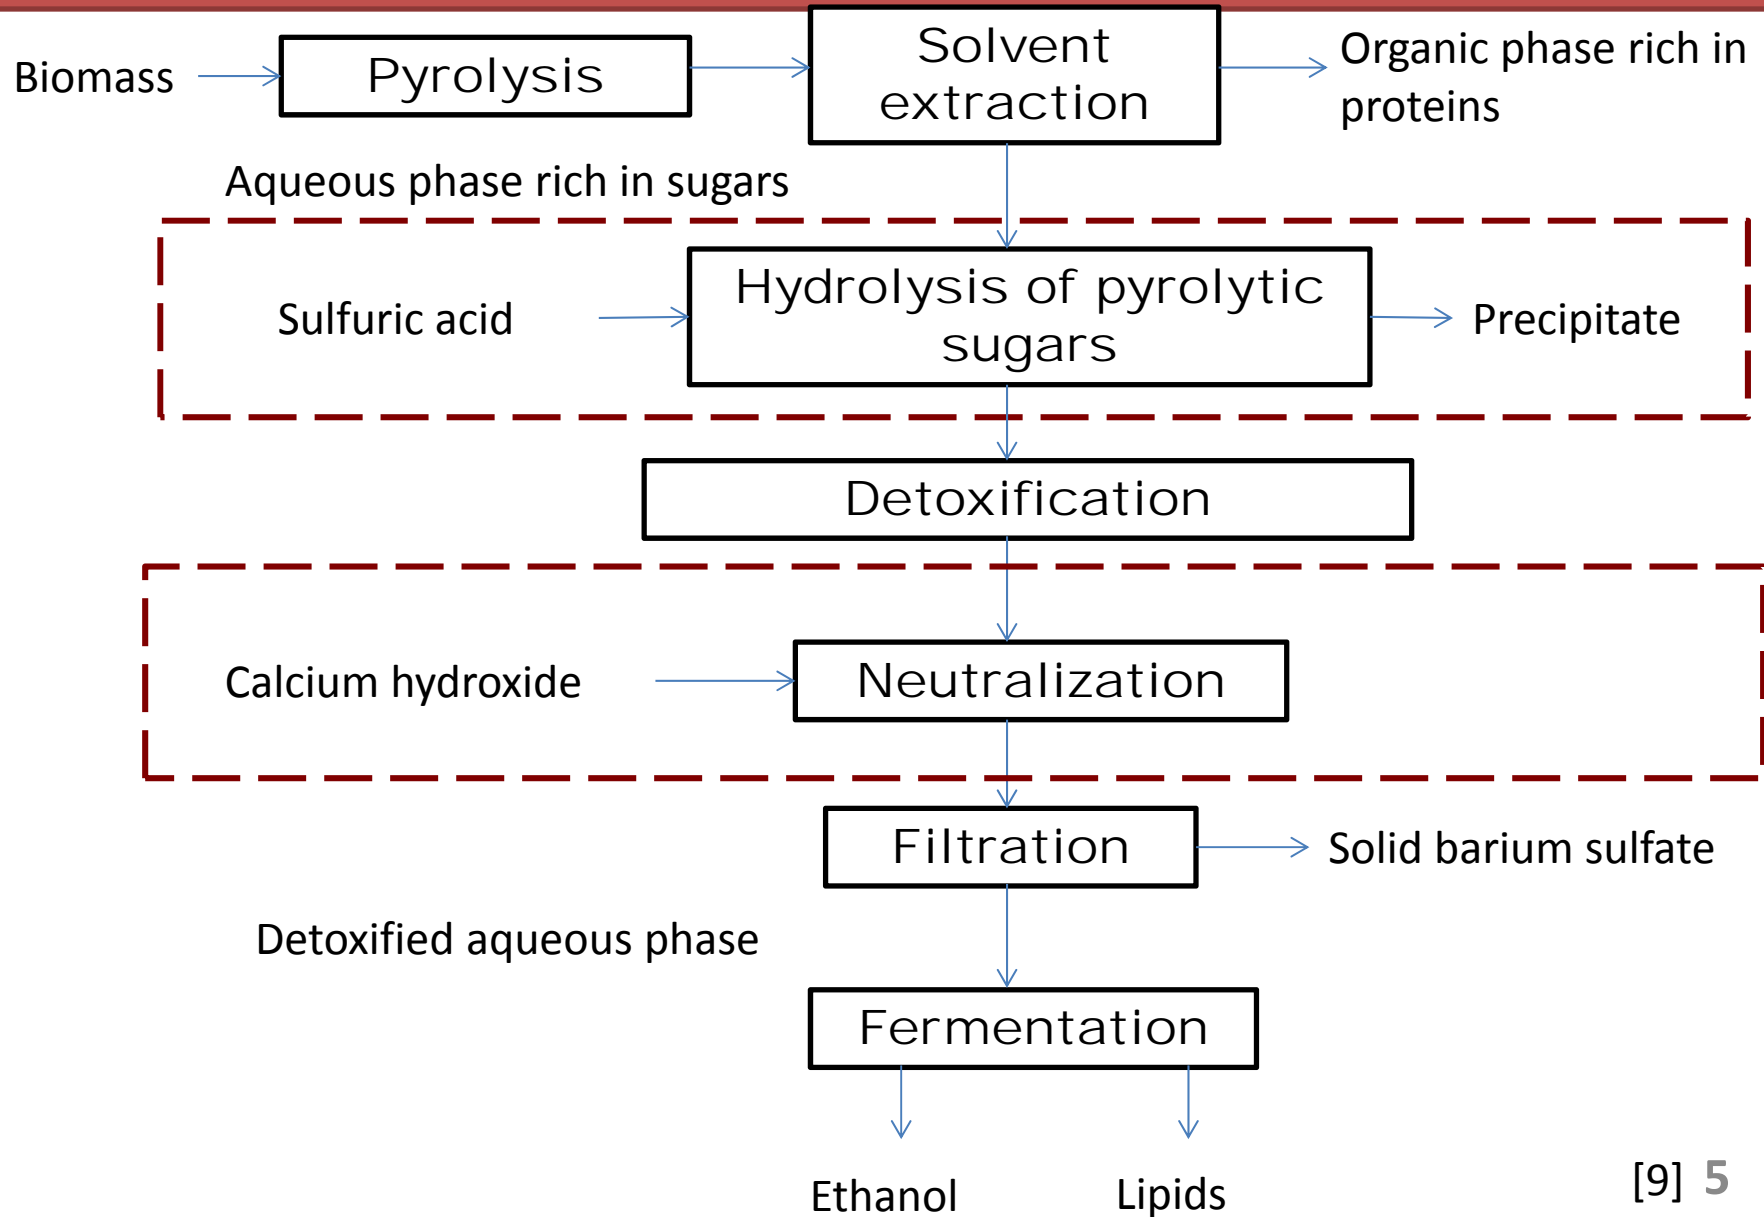 Biomass
Pyrolysis
Solvent
extraction
Organic phase rich in
proteins
Aqueous phase rich in sugars
Sulfuric acid
Hydrolysis of pyrolytic
sugars
Precipitate
Detoxification
Calcium hydroxide
Neutralization
Filtration
Solid barium sulfate
Detoxified aqueous phase
Fermentation
Ethanol
Lipids
[9] 5